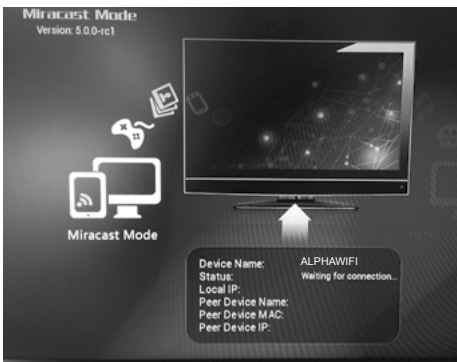 Miracast Mode
Version: 5.0.0-rc1
Miracast Mode
Device Name: ALPHAWIFI
Status: Waiting for connection...
Local IP:
Peer Device Name:
Peer Device MAC:
Peer Device IP: